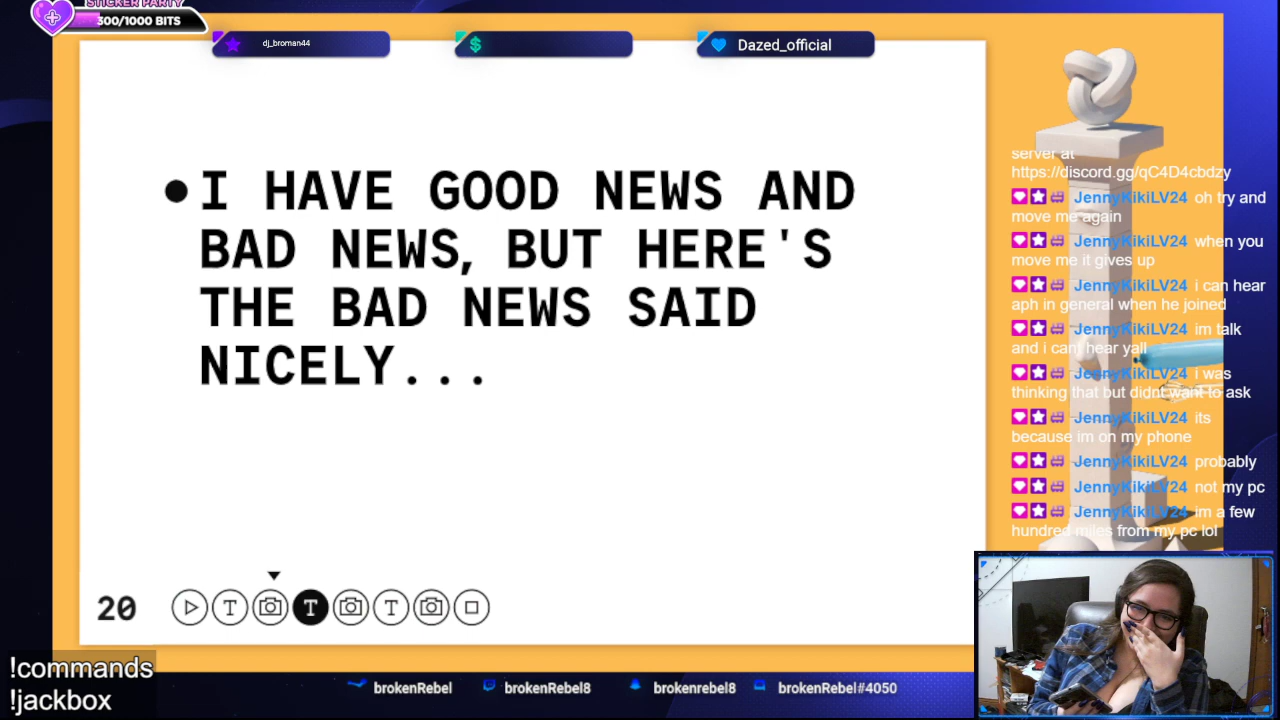 STICKER PARTY
300/1000 BITS
dj_broman44
$
Dazed_official
● I HAVE GOOD NEWS AND
BAD NEWS, BUT HERE'S
THE BAD NEWS SAID
NICELY...
20
T
T
T
server at
https://discord.gg/qC4D4cbdzy
JennyKikiLV24 oh try and
move me again
JennyKikiLV24 when you
move me it gives up
JennyKikiLV24 i can hear
aph in general when he joined
JennyKikiLV24 im talk
and i cant hear yall
JennyKikiLV24 i was
thinking that but didnt want to ask
JennyKikiLV24 its
because im on my phone
JennyKikiLV24 probably
JennyKikiLV24 not my pc
JennyKikiLV24 im a few
hundred miles from my pc lol
!commands
!jackbox
brokenRebel
brokenRebel8
brokenrebel8
brokenRebel#4050